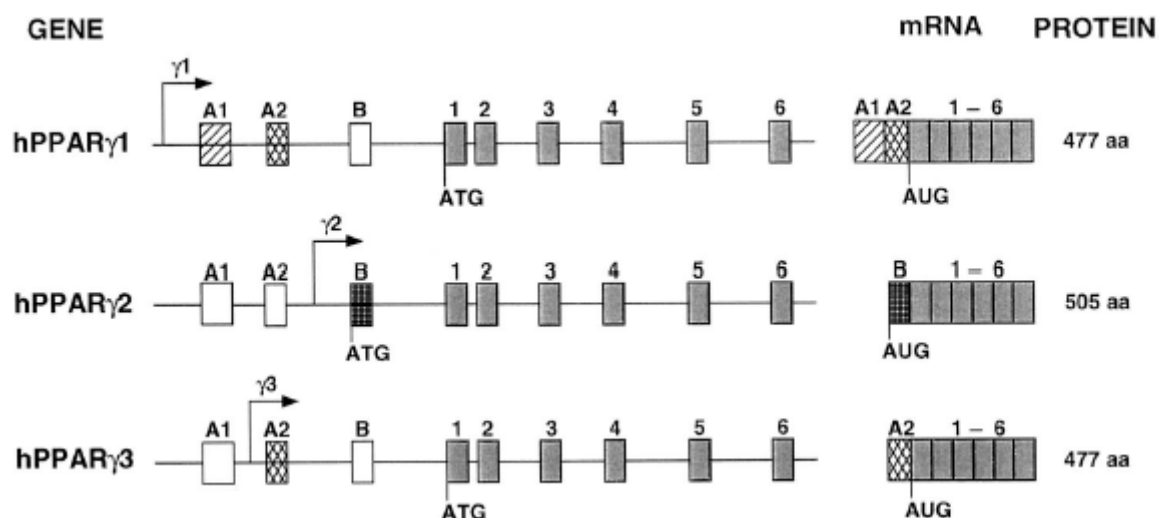 GENE mRNA PROTEIN
γ1
A1 A2 B 1 2 3 4 5 6 A1 A2 1 – 6
hPPARγ1 477 aa
ATG AUG
γ2
A1 A2 B 1 2 3 4 5 6 B 1 – 6
hPPARγ2 505 aa
ATG AUG
γ3
A1 A2 B 1 2 3 4 5 6 A2 1 – 6
hPPARγ3 477 aa
ATG AUG